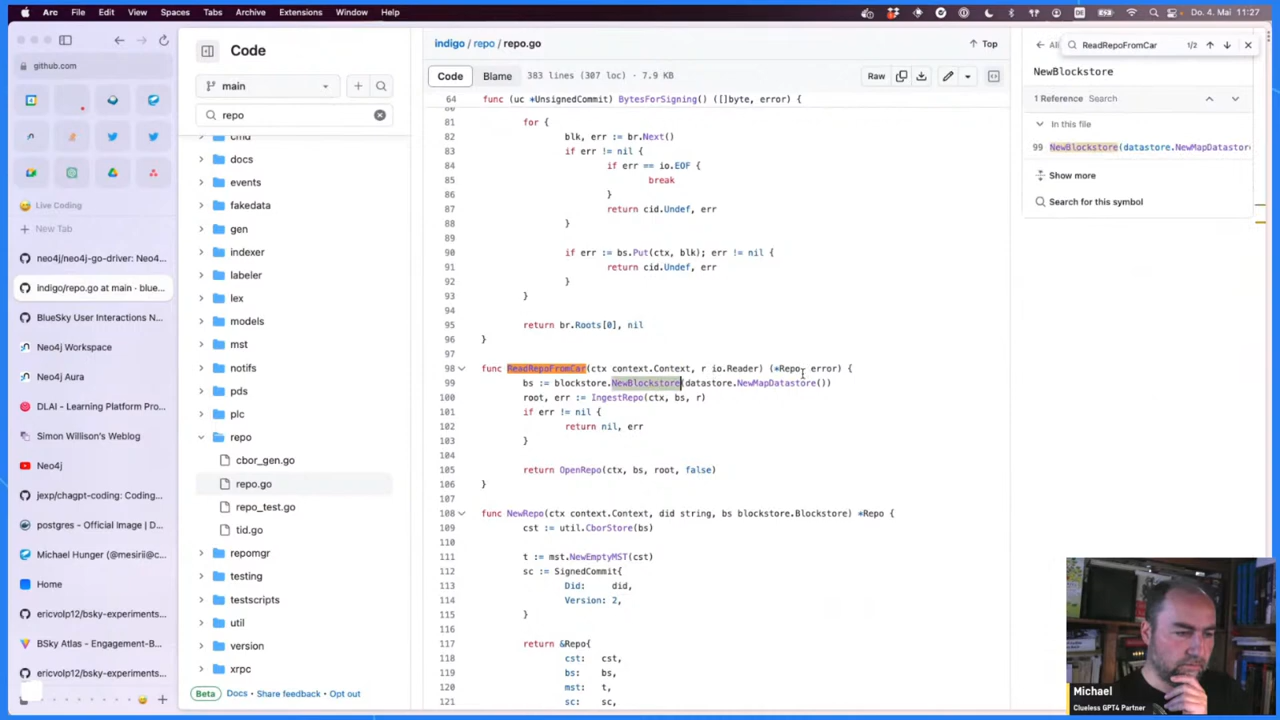 Arc File Edit View Spaces Tabs Archive Extensions Window Help
Do. 4. Mai 11:27
github.com
Live Coding
New Tab
neo4j/neo4j-go-driver: Neo4...
indigo/repo.go at main · blue...
BlueSky User Interactions N...
Neo4j Workspace
Neo4j Aura
DLAI - Learning Platform Pro...
Simon Willison's Weblog
Neo4j
jexp/chagpt-coding: Coding...
postgres - Official Image | D...
Michael Hunger (@mesirii@c...
Home
ericvolp12/bsky-experiments...
BSky Atlas - Engagement-B...
ericvolp12/bsky-experiments...
Code
main
repo
cmd
docs
events
fakedata
gen
indexer
labeler
lex
models
mst
notifs
pds
plc
repo
cbor_gen.go
repo.go
repo_test.go
tid.go
repomgr
testing
testscripts
util
version
xrpc
Beta Docs · Share feedback · Opt out
indigo / repo / repo.go
Top
Code Blame 383 lines (307 loc) · 7.9 KB
Raw
64 func (uc *UnsignedCommit) BytesForSigning() ([]byte, error) {
80
81 for {
82 blk, err := br.Next()
83 if err != nil {
84 if err == io.EOF {
85 break
86 }
87 return cid.Undef, err
88 }
89
90 if err := bs.Put(ctx, blk); err != nil {
91 return cid.Undef, err
92 }
93 }
94
95 return br.Roots[0], nil
96 }
97
98 func ReadRepoFromCar(ctx context.Context, r io.Reader) (*Repo, error) {
99 bs := blockstore.NewBlockstore(datastore.NewMapDatastore())
100 root, err := IngestRepo(ctx, bs, r)
101 if err != nil {
102 return nil, err
103 }
104
105 return OpenRepo(ctx, bs, root, false)
106 }
107
108 func NewRepo(ctx context.Context, did string, bs blockstore.Blockstore) *Repo {
109 cst := util.CborStore(bs)
110
111 t := mst.NewEmptyMST(cst)
112 sc := SignedCommit{
113 Did: did,
114 Version: 2,
115 }
116
117 return &Repo{
118 cst: cst,
119 bs: bs,
120 mst: t,
121 sc: sc,
All
ReadRepoFromCar 1/2
NewBlockstore
1 Reference Search
In this file
99 NewBlockstore(datastore.NewMapDatastor
Show more
Search for this symbol
Michael
Clueless GPT4 Partner